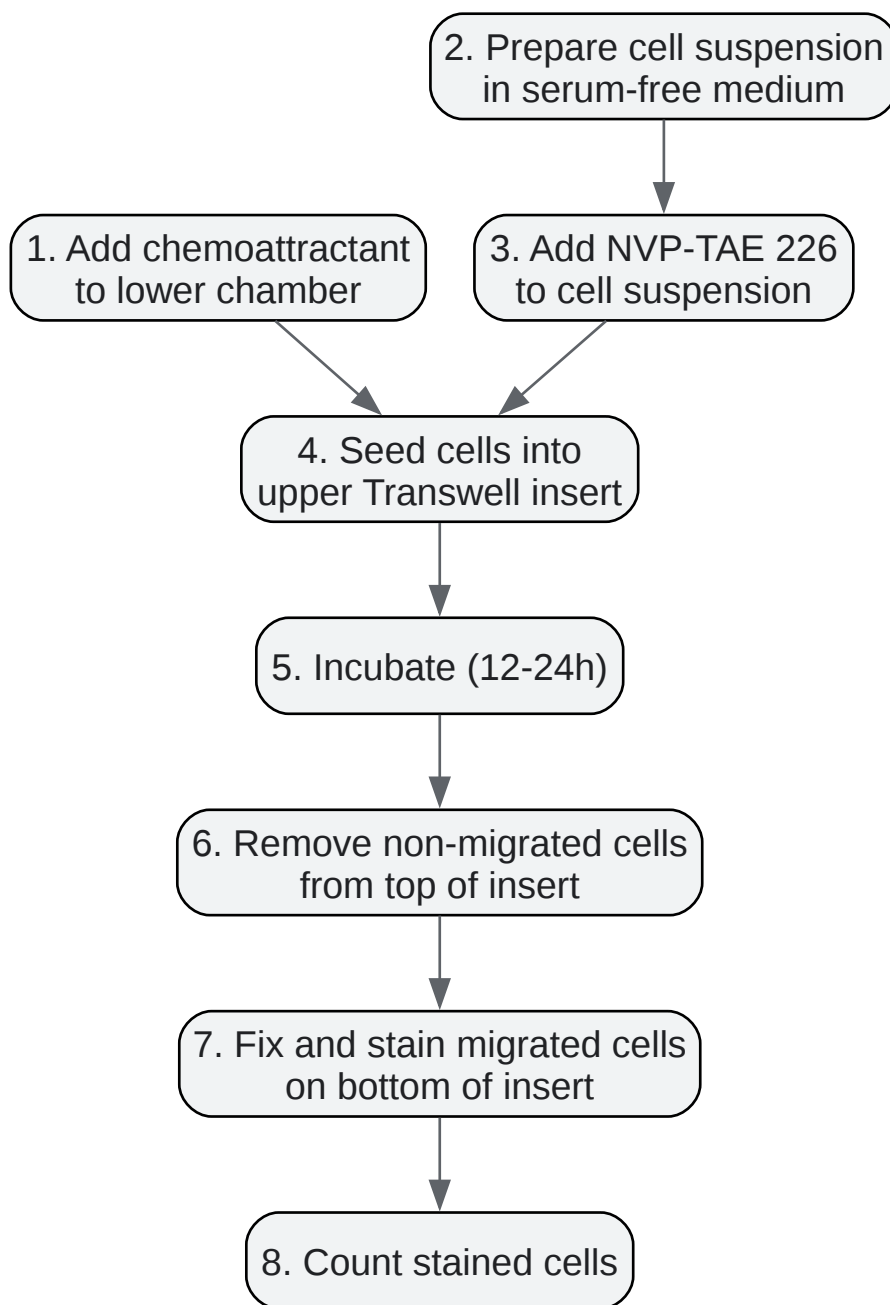 2. Prepare cell suspension
in serum-free medium
1. Add chemoattractant
to lower chamber
3. Add NVP-TAE 226
to cell suspension
4. Seed cells into
upper Transwell insert
5. Incubate (12-24h)
6. Remove non-migrated cells
from top of insert
7. Fix and stain migrated cells
on bottom of insert
8. Count stained cells